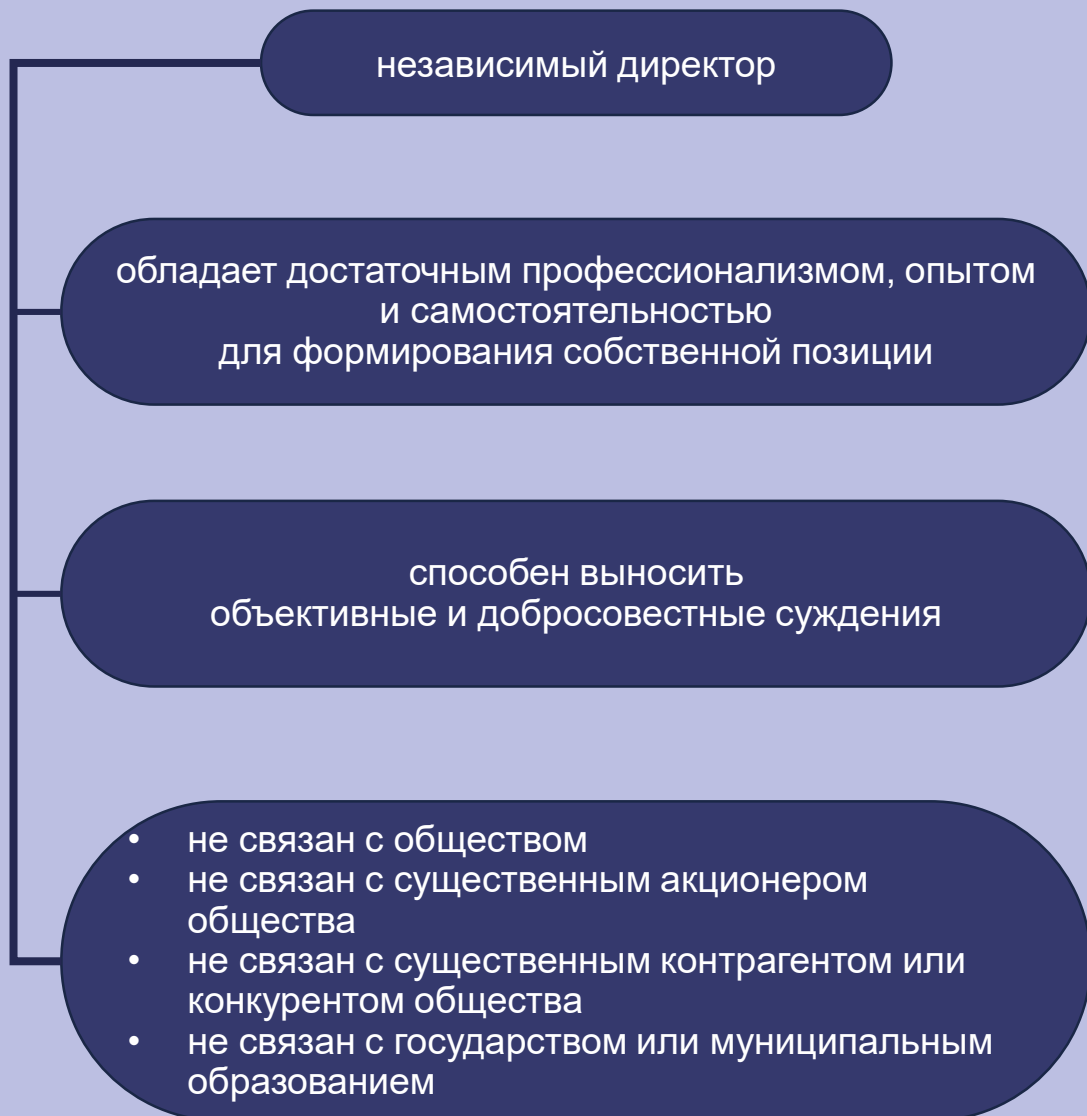 независимый директор
обладает достаточным профессионализмом, опытом
и самостоятельностью
для формирования собственной позиции
способен выносить
объективные и добросовестные суждения
• не связан с обществом
• не связан с существенным акционером
общества
• не связан с существенным контрагентом или
конкурентом общества
• не связан с государством или муниципальным
образованием